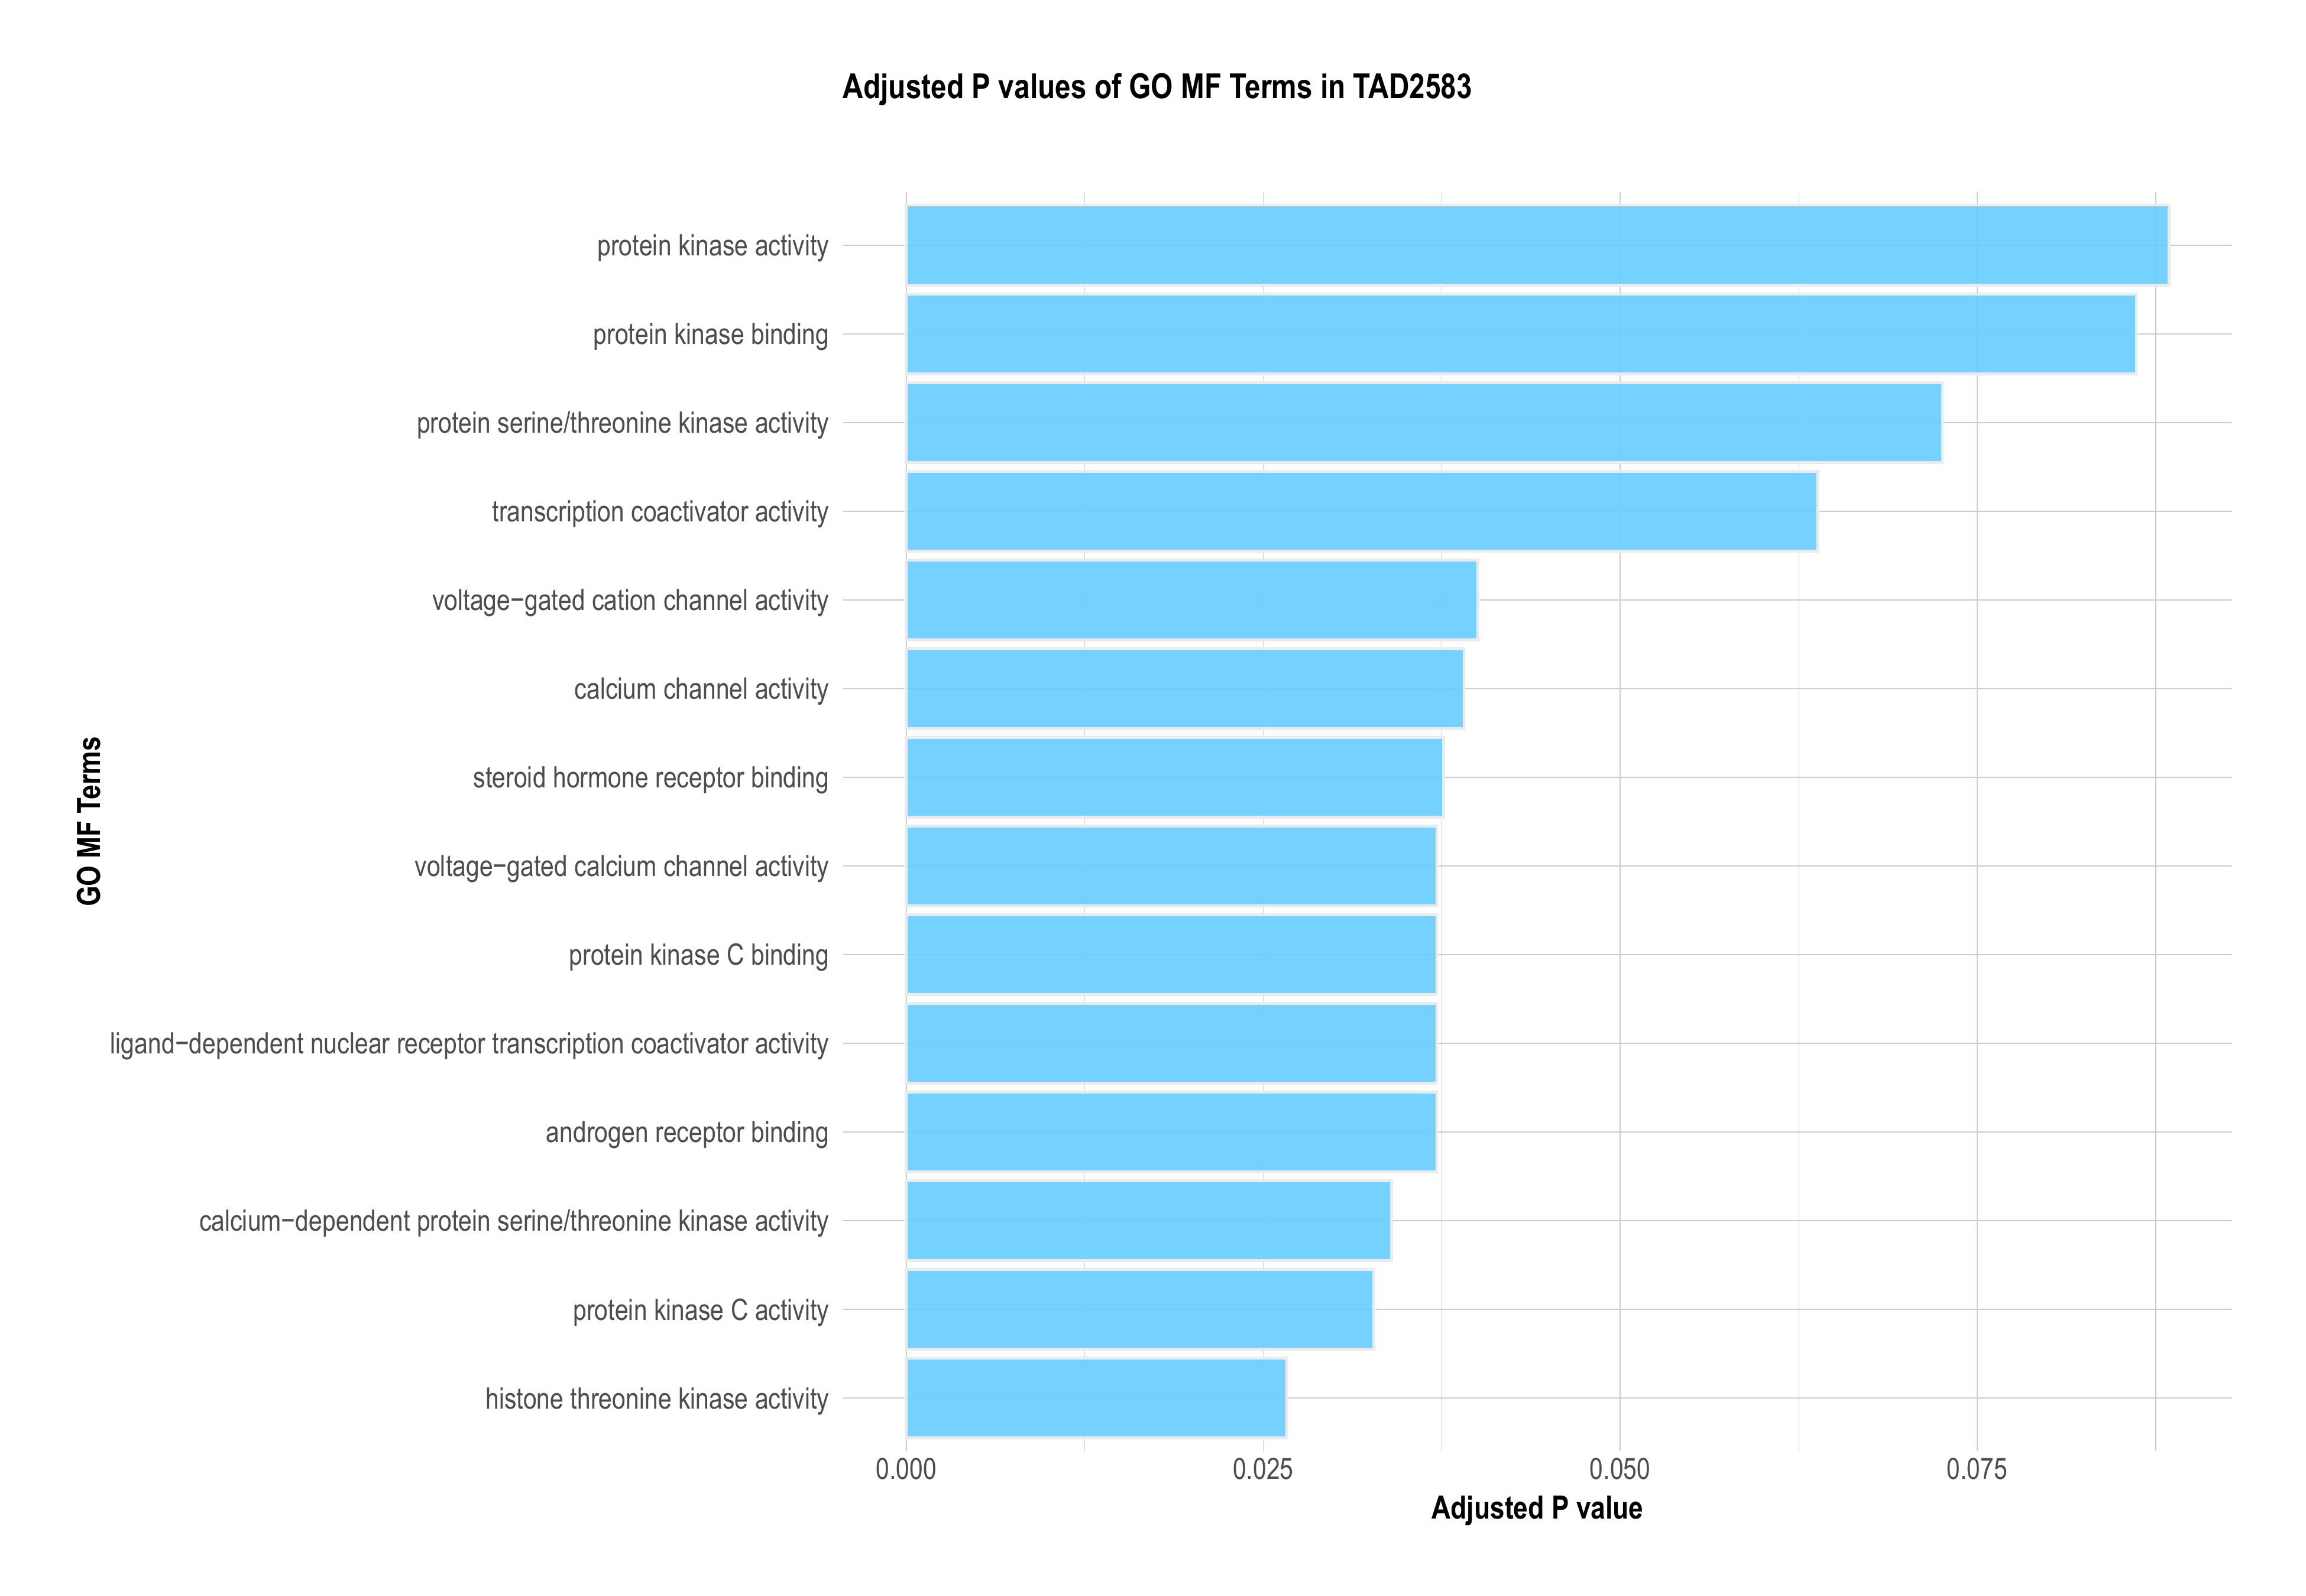 Adjusted P values of GO MF Terms in TAD2583
GO MF Terms
protein kinase activity
protein kinase binding
protein serine/threonine kinase activity
transcription coactivator activity
voltage−gated cation channel activity
calcium channel activity
steroid hormone receptor binding
voltage−gated calcium channel activity
protein kinase C binding
ligand−dependent nuclear receptor transcription coactivator activity
androgen receptor binding
calcium−dependent protein serine/threonine kinase activity
protein kinase C activity
histone threonine kinase activity
0.000 0.025 0.050 0.075
Adjusted P value